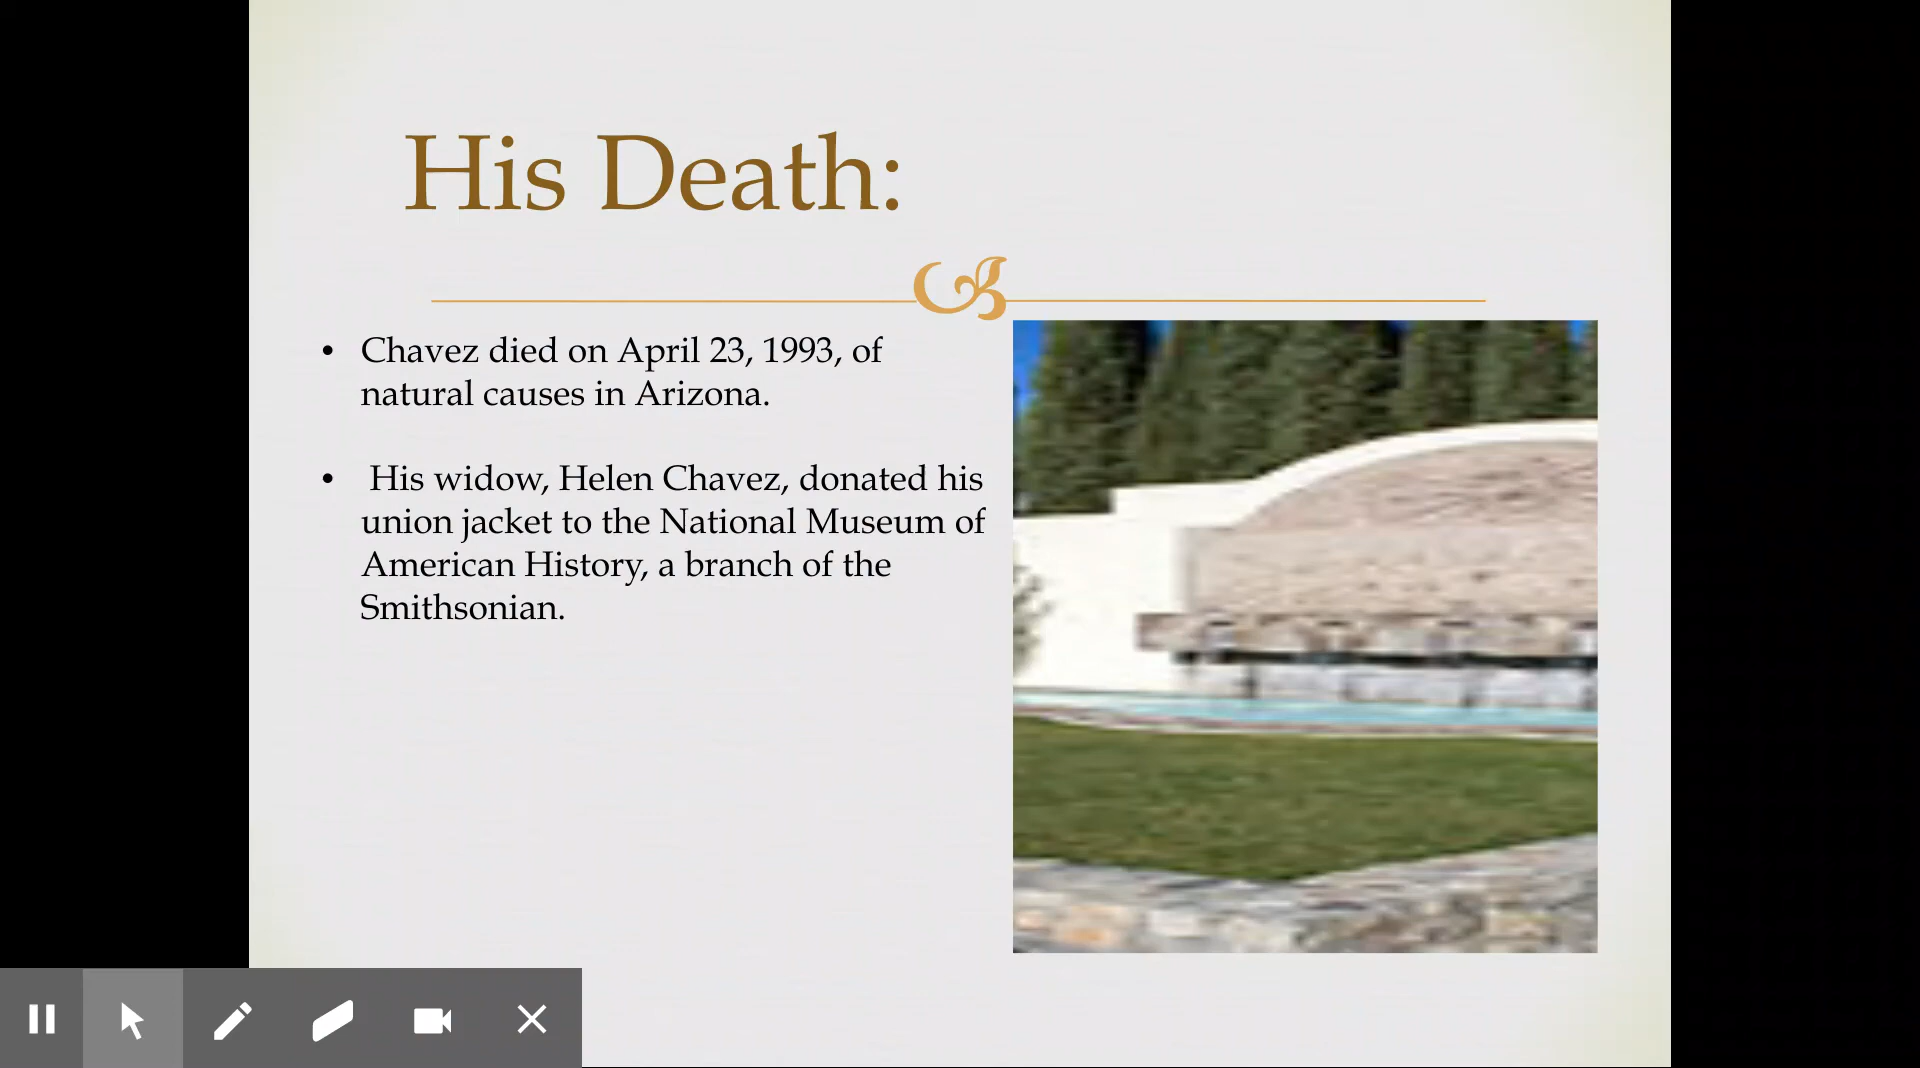 His Death:
• Chavez died on April 23, 1993, of
natural causes in Arizona.
• His widow, Helen Chavez, donated his
union jacket to the National Museum of
American History, a branch of the
Smithsonian.